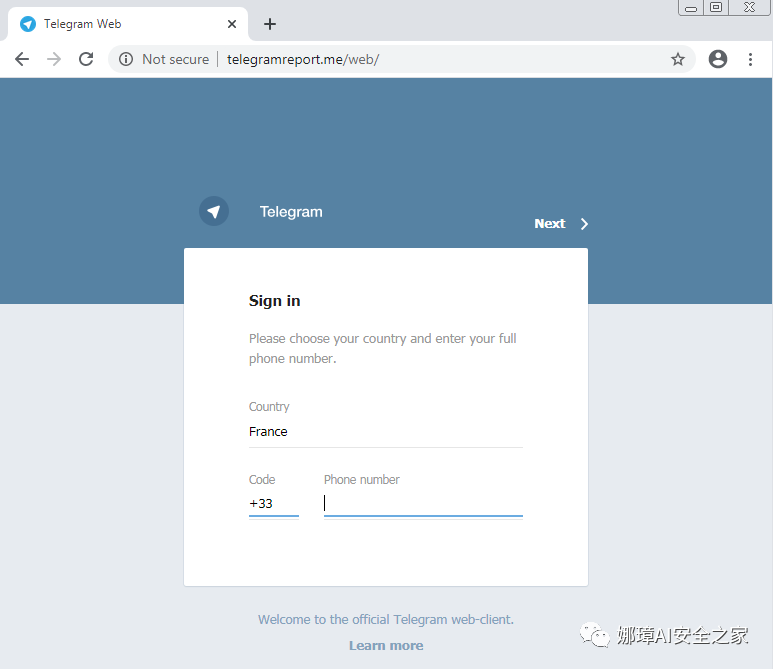 Telegram Web
Not secure telegramreport.me/web/
Telegram
Next
Sign in
Please choose your country and enter your full
phone number.
Country
France
Code Phone number
+33
Welcome to the official Telegram web-client.
Learn more
娜璋AI安全之家